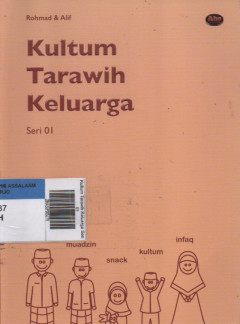 Rohmad & Alif
Kultum
Tarawih
Keluarga
Seri 01
muadzin
snack
kultum
infaq